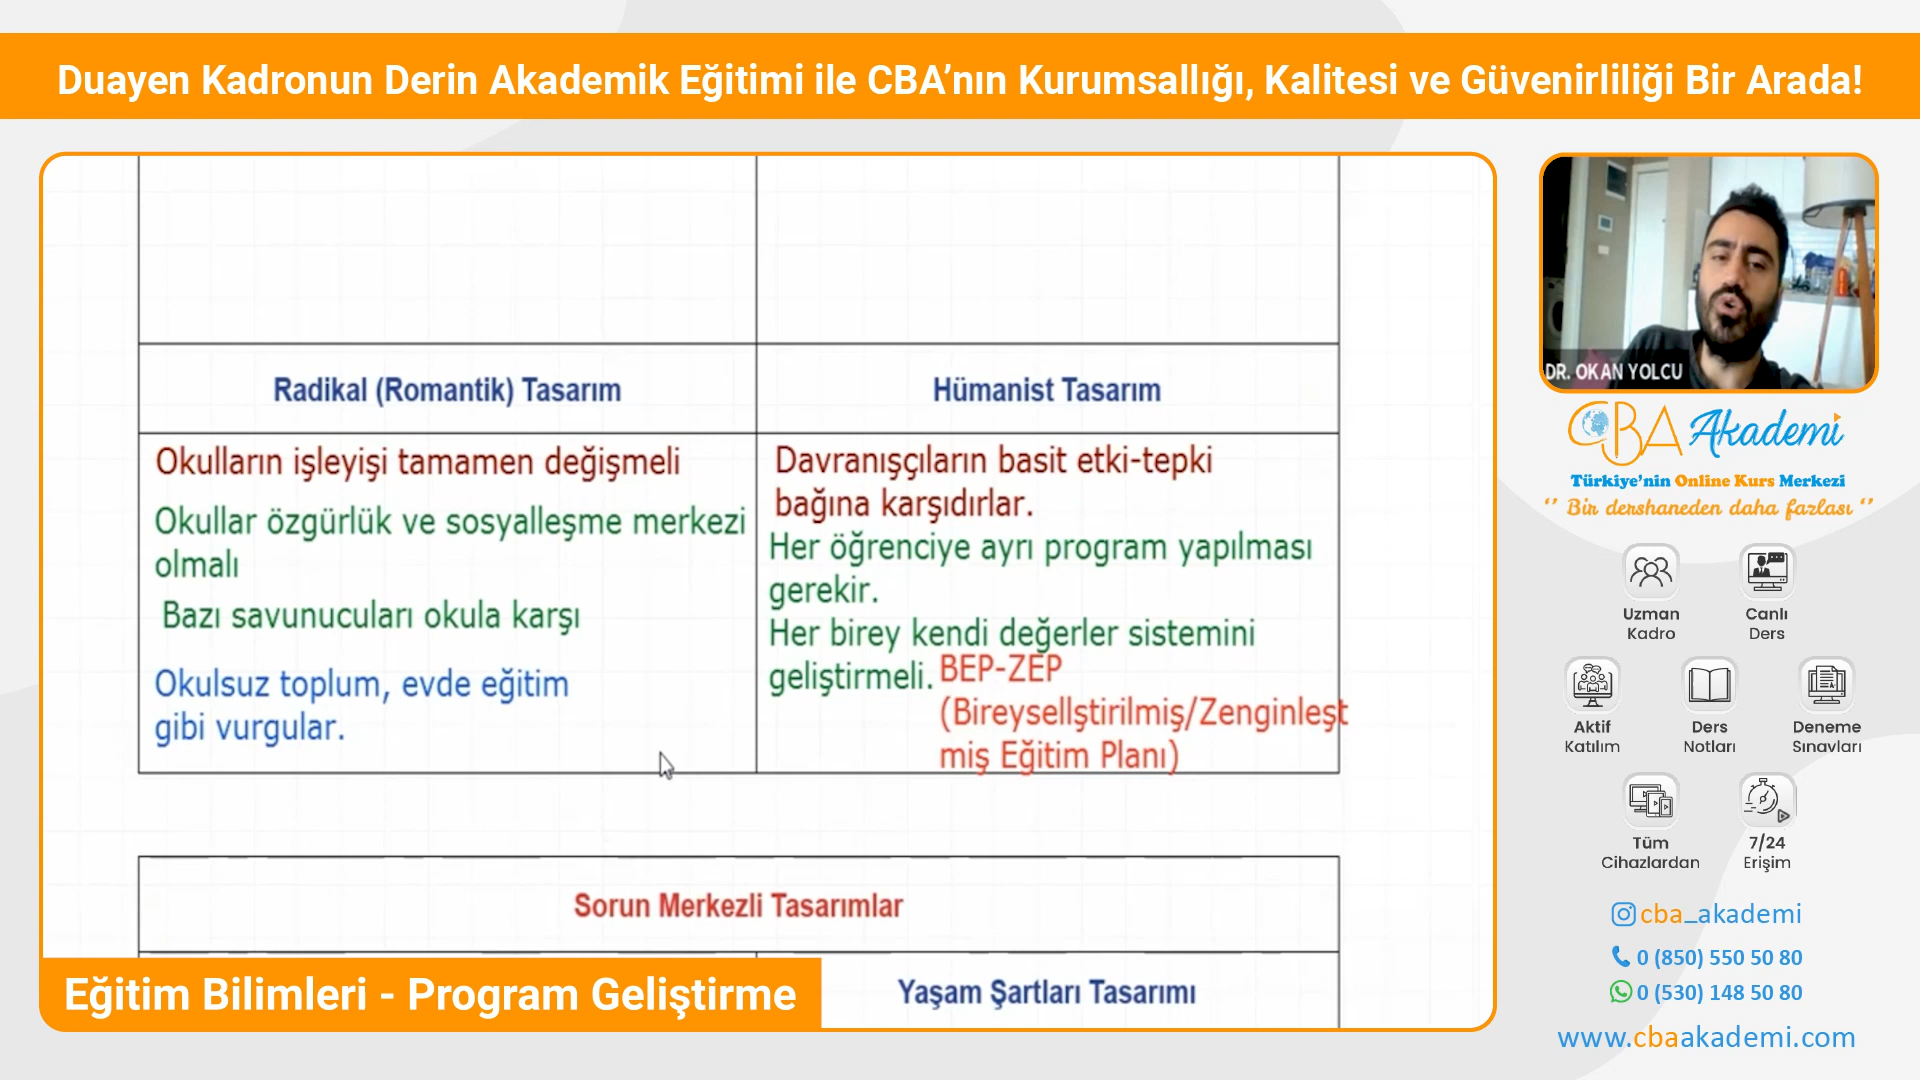 Duayen Kadronun Derin Akademik Eğitimi ile CBA’nın Kurumsallığı, Kalitesi ve Güvenirliliği Bir Arada!
Radikal (Romantik) Tasarım
Hümanist Tasarım
Okulların işleyişi tamamen değişmeli
Okullar özgürlük ve sosyalleşme merkezi
olmalı
Bazı savunucuları okula karşı
Okulsuz toplum, evde eğitim
gibi vurgular.
Davranışçıların basit etki-tepki
bağına karşıdırlar.
Her öğrenciye ayrı program yapılması
gerekir.
Her birey kendi değerler sistemini
geliştirmeli.
BEP-ZEP
(Bireysellştirilmiş/Zenginleşt
miş Eğitim Planı)
Sorun Merkezli Tasarımlar
Yaşam Şartları Tasarımı
Eğitim Bilimleri - Program Geliştirme
DR. OKAN YOLCU
CBA Akademi
Türkiye’nin Online Kurs Merkezi
‘’ Bir dershaneden daha fazlası ‘’
Uzman
Kadro
Canlı
Ders
Aktif
Katılım
Ders
Notları
Deneme
Sınavları
Tüm
Cihazlardan
7/24
Erişim
cba_akademi
0 (850) 550 50 80
0 (530) 148 50 80
www.cbaakademi.com